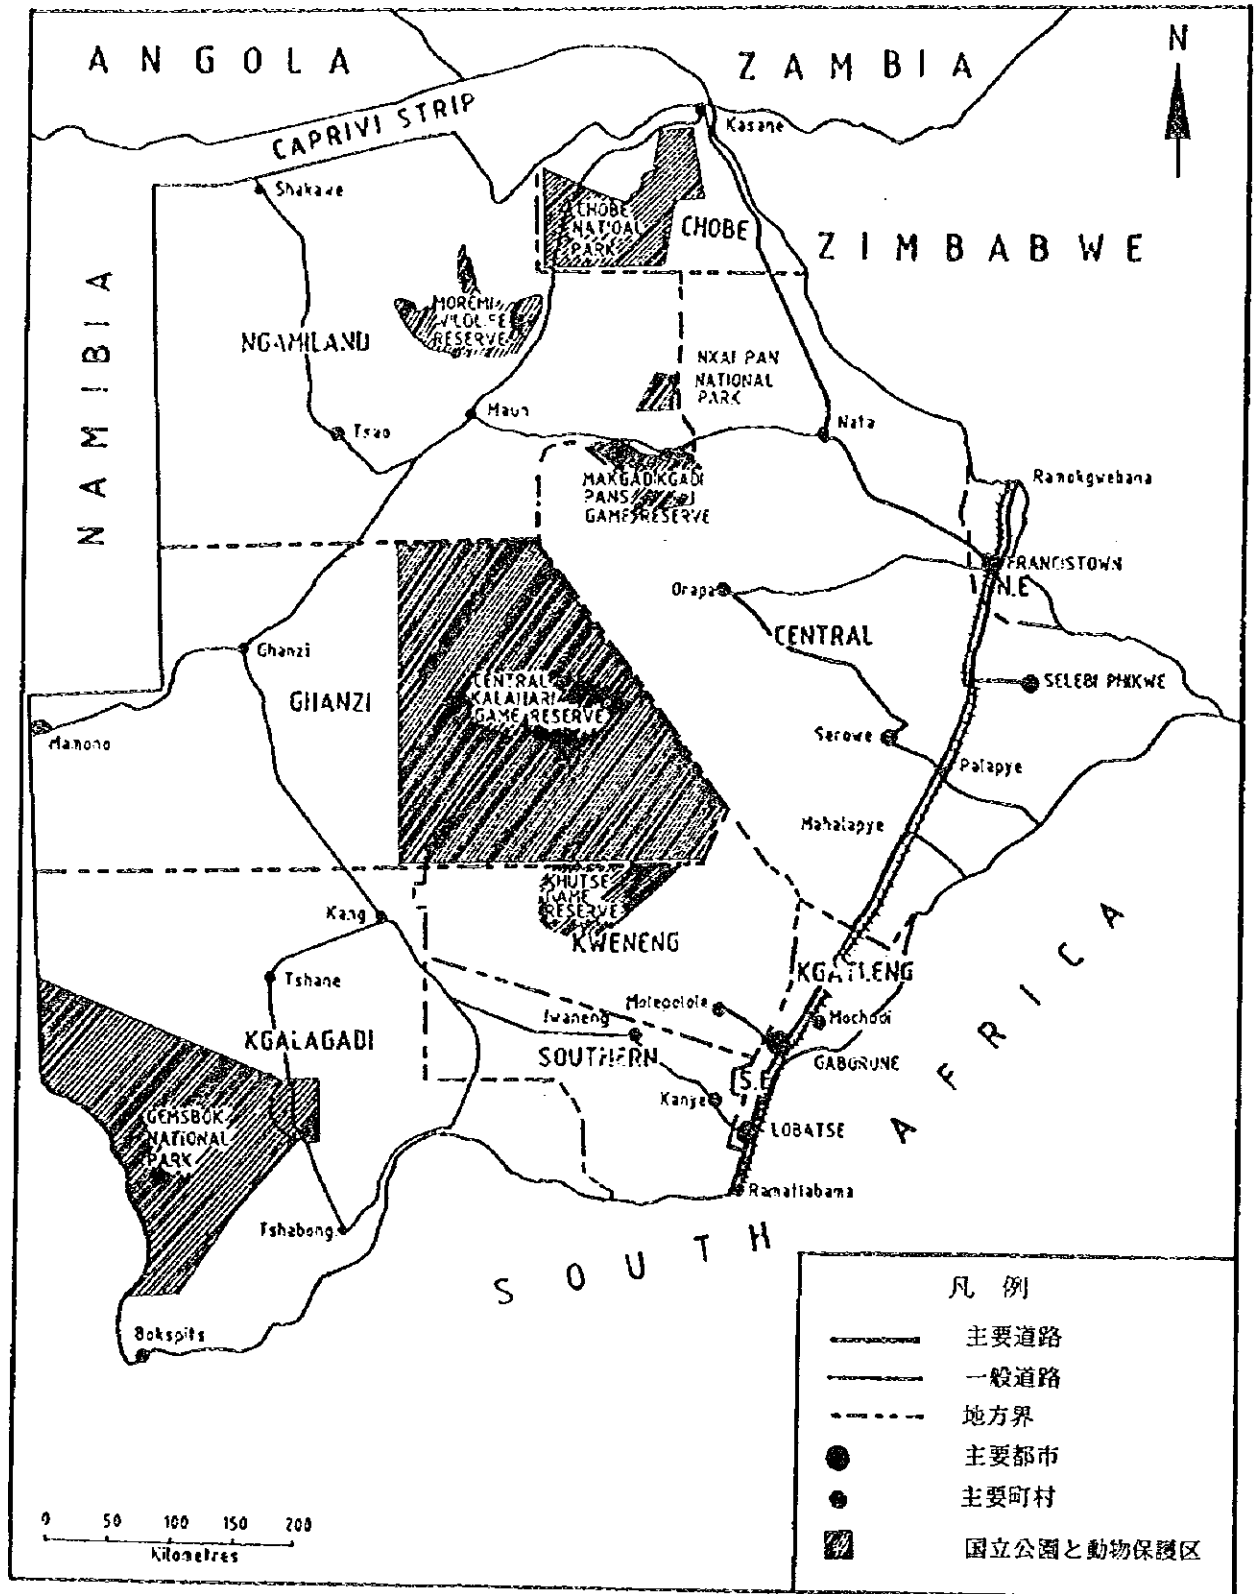 ANGOLA
ZAMBIA
N
CAPRIVI STRIP
Kasane
Shakawe
CHOBE
NATIOAL
PARK
CHOBE
ZIMBABWE
NAMIBIA
MOREMI
WILDLIFE
RESERVE
NGAMILAND
NXAI PAN
NATIONAL
PARK
Maun
Tsao
Nata
MAKGADIKGADI
PANS
GAME RESERVE
Ramokgwebana
FRANCISTOWN
N.E
Orapa
CENTRAL
Ghanzi
GHANZI
CENTRAL
KALAHARI
GAME RESERVE
SELEBI PHIKWE
Mamono
Serowe
Palapye
Mahalapye
KHUTSE
GAME
RESERVE
Kang
KWENENG
KGATLENG
Tshane
Molepolole
Jwaneng
Mochudi
KGALAGADI
SOUTHERN
GABORONE
S.E
Kanye
GEMSBOK
NATIONAL
PARK
LOBATSE
Ramatlabama
Tshabong
SOUTH AFRICA
Bokspits
凡 例
主要道路
一般道路
地方界
主要都市
主要町村
国立公園と動物保護区
0 50 100 150 200
Kilometres